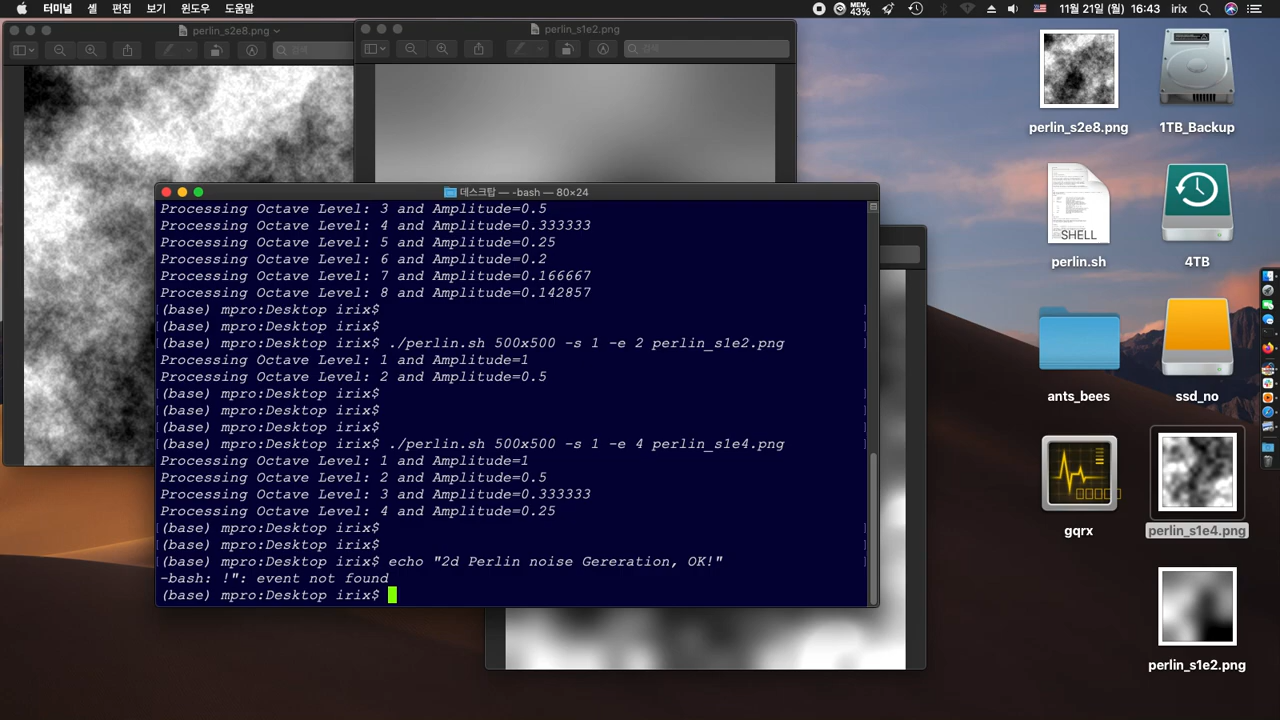 터미널 셸 편집 보기 윈도우 도움말
MEM 43% 11월 21일 (월) 16:43 irix
perlin_s2e8.png
검색
perlin_s1e2.png
검색
데스크탑 — -bash — 80×24
Processing Octave Level: 3 and Amplitude=0.5
Processing Octave Level: 4 and Amplitude=0.333333
Processing Octave Level: 5 and Amplitude=0.25
Processing Octave Level: 6 and Amplitude=0.2
Processing Octave Level: 7 and Amplitude=0.166667
Processing Octave Level: 8 and Amplitude=0.142857
(base) mpro:Desktop irix$
(base) mpro:Desktop irix$
(base) mpro:Desktop irix$ ./perlin.sh 500x500 -s 1 -e 2 perlin_s1e2.png
Processing Octave Level: 1 and Amplitude=1
Processing Octave Level: 2 and Amplitude=0.5
(base) mpro:Desktop irix$
(base) mpro:Desktop irix$
(base) mpro:Desktop irix$
(base) mpro:Desktop irix$ ./perlin.sh 500x500 -s 1 -e 4 perlin_s1e4.png
Processing Octave Level: 1 and Amplitude=1
Processing Octave Level: 2 and Amplitude=0.5
Processing Octave Level: 3 and Amplitude=0.333333
Processing Octave Level: 4 and Amplitude=0.25
(base) mpro:Desktop irix$
(base) mpro:Desktop irix$
(base) mpro:Desktop irix$ echo "2d Perlin noise Gereration, OK!"
-bash: !": event not found
(base) mpro:Desktop irix$
perlin_s2e8.png
1TB_Backup
SHELL
perlin.sh
4TB
ants_bees
ssd_no
gqrx
perlin_s1e4.png
perlin_s1e2.png